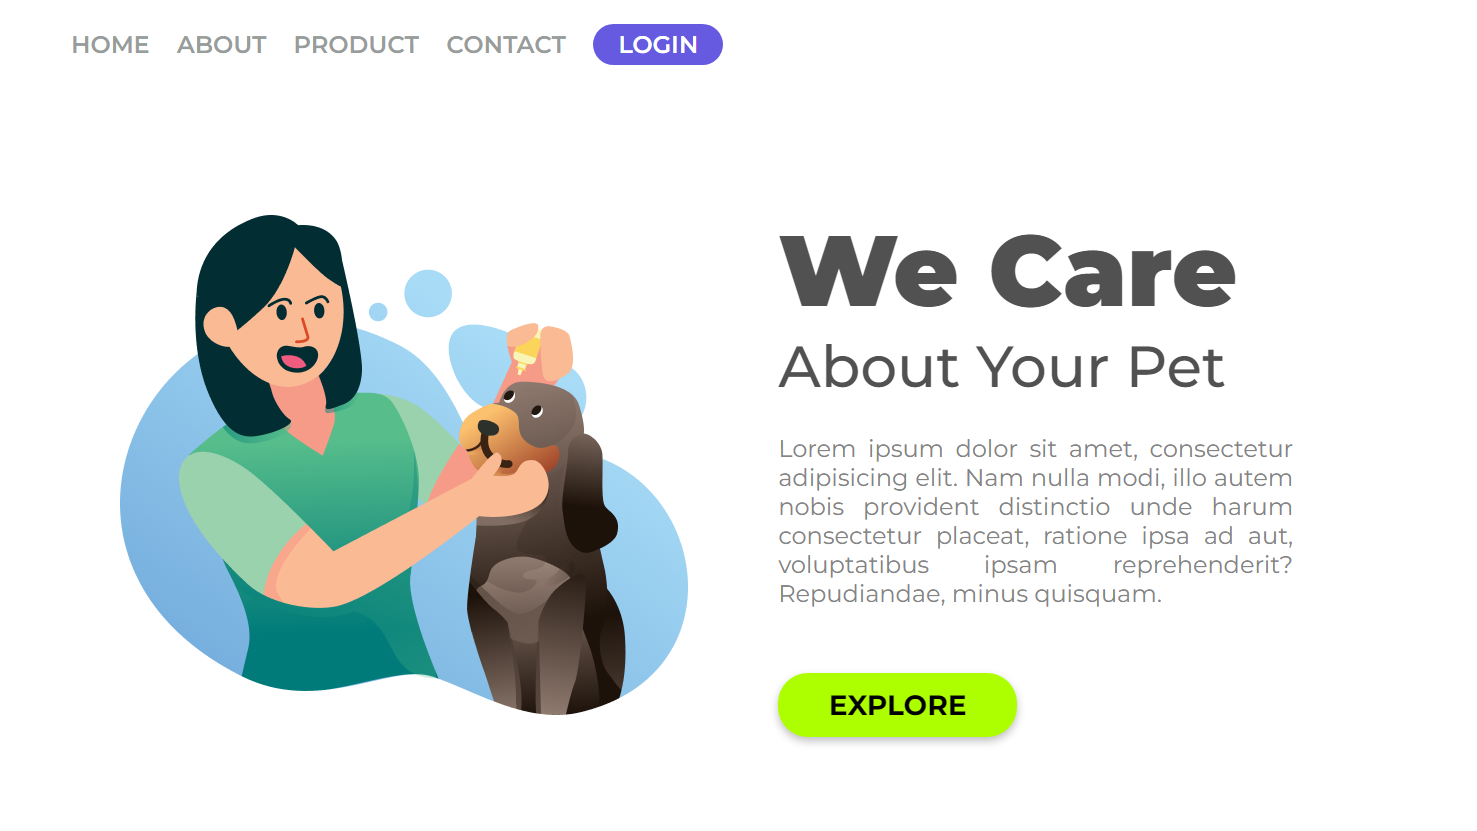 HOME ABOUT PRODUCT CONTACT LOGIN
We Care
About Your Pet
Lorem ipsum dolor sit amet, consectetur
adipisicing elit. Nam nulla modi, illo autem
nobis provident distinctio unde harum
consectetur placeat, ratione ipsa ad aut,
voluptatibus ipsam reprehenderit?
Repudiandae, minus quisquam.
EXPLORE